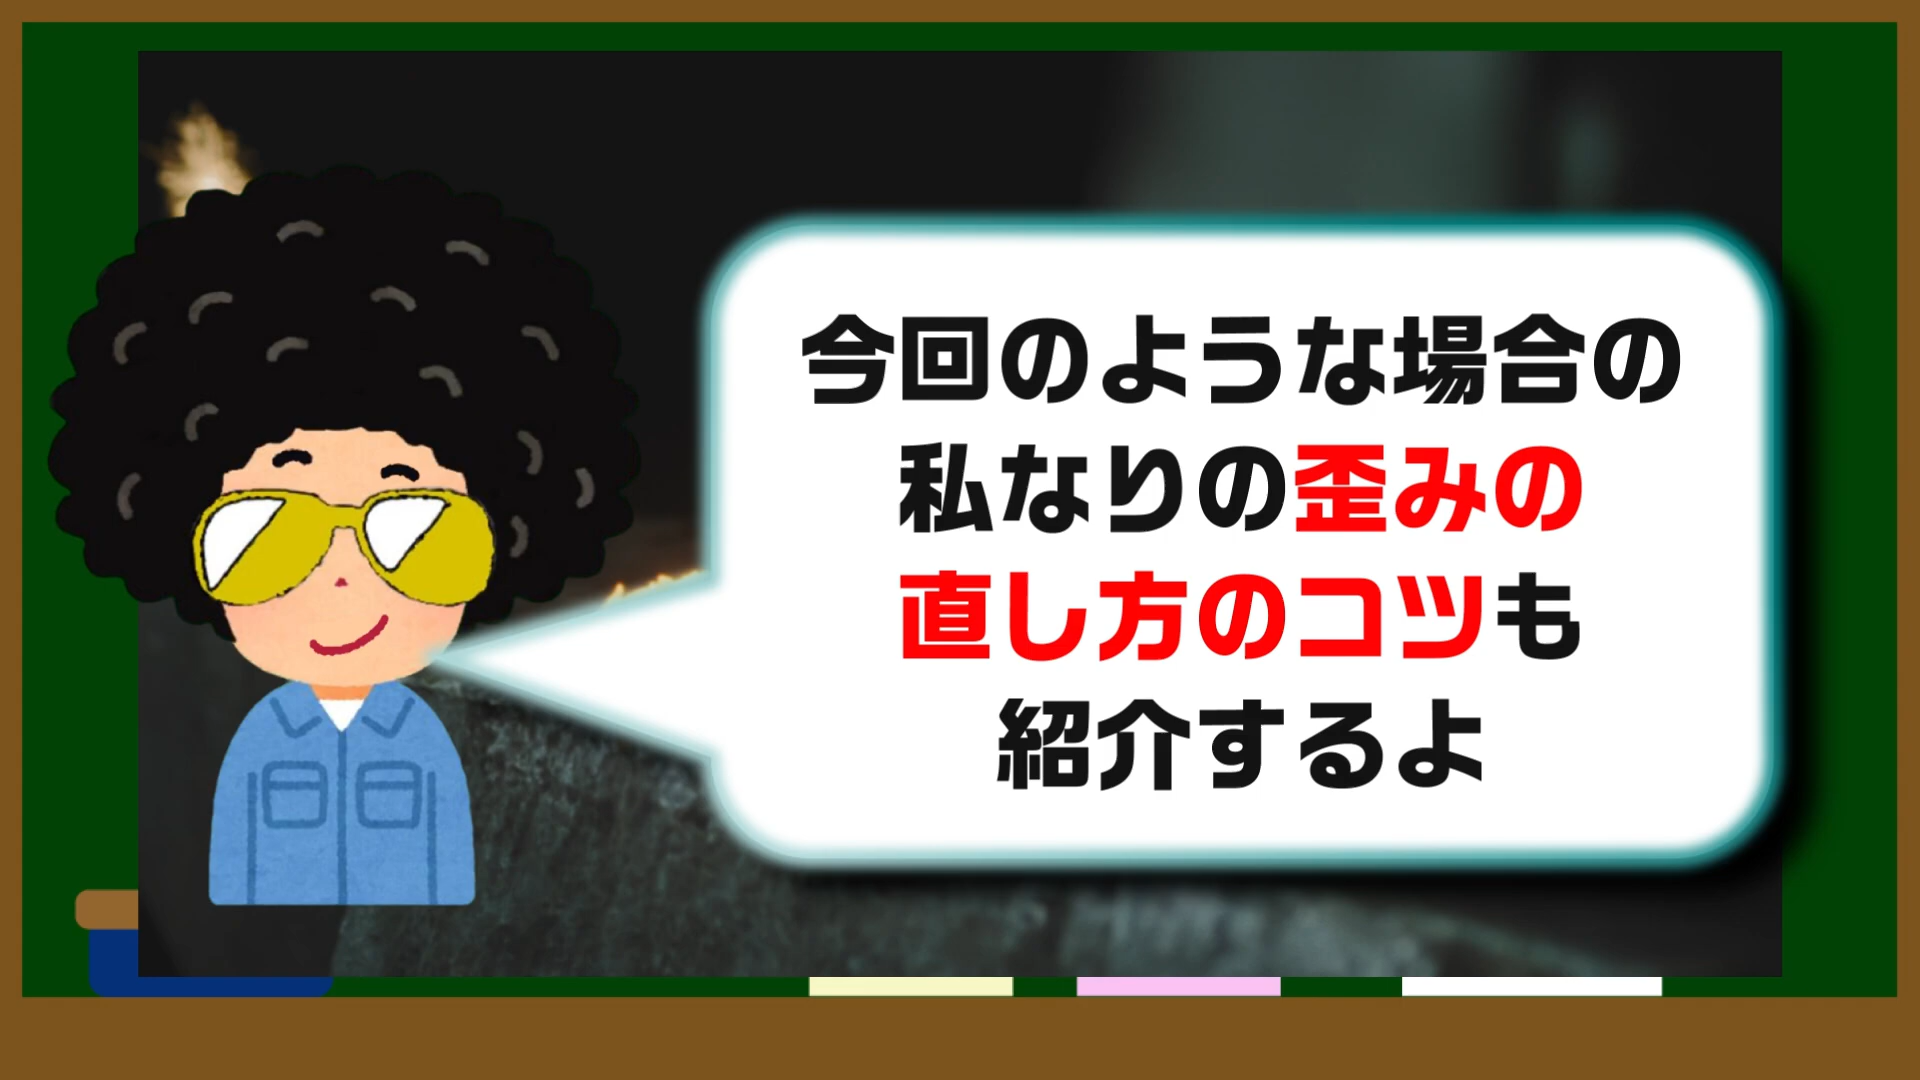 今回のような場合の
私なりの歪みの
直し方のコツも
紹介するよ